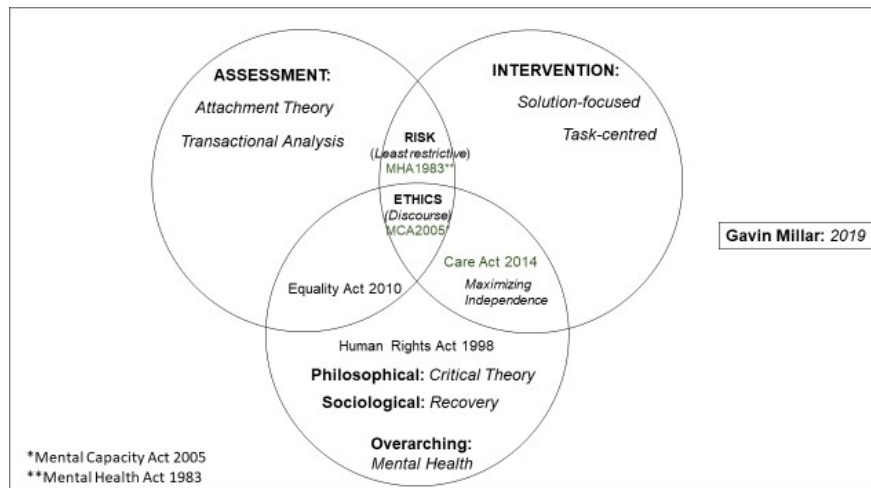 ASSESSMENT:
Attachment Theory
Transactional Analysis
INTERVENTION:
Solution-focused
Task-centred
RISK
(Least restrictive)
MHA1983**
ETHICS
(Discourse)
MCA2005*
Gavin Millar: 2019
Equality Act 2010
Care Act 2014
Maximizing
Independence
Human Rights Act 1998
Philosophical: Critical Theory
Sociological: Recovery
Overarching:
Mental Health
*Mental Capacity Act 2005
**Mental Health Act 1983